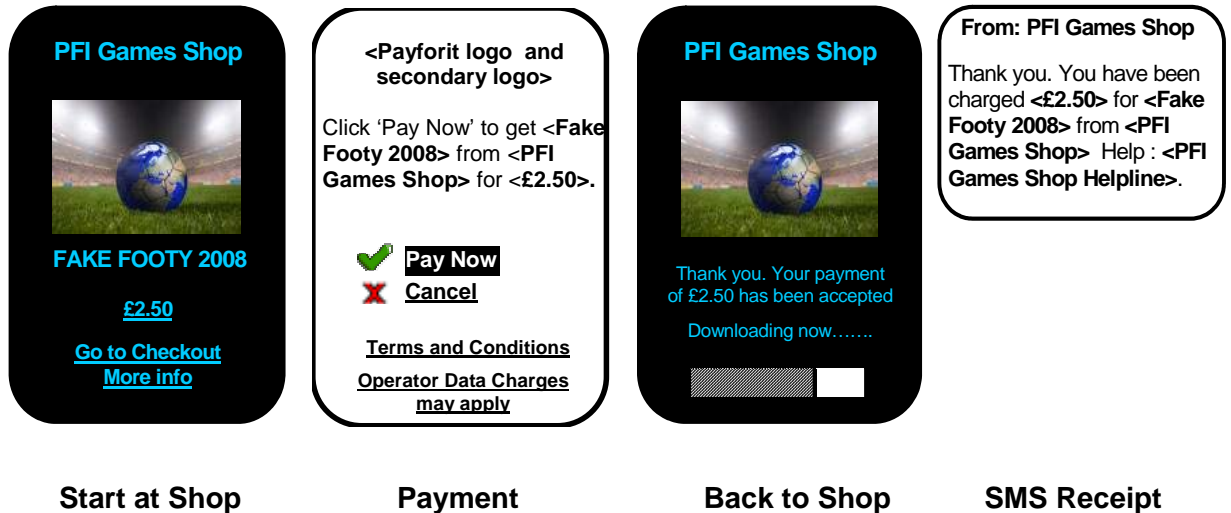 PFI Games Shop
FAKE FOOTY 2008
£2.50
Go to Checkout
More info
<Payforit logo and
secondary logo>
Click ‘Pay Now’ to get <Fake
Footy 2008> from <PFI
Games Shop> for <£2.50>.
Pay Now
Cancel
Terms and Conditions
Operator Data Charges
may apply
PFI Games Shop
Thank you. Your payment
of £2.50 has been accepted
Downloading now…….
From: PFI Games Shop
Thank you. You have been
charged <£2.50> for <Fake
Footy 2008> from <PFI
Games Shop> Help : <PFI
Games Shop Helpline>.
Start at Shop
Payment
Back to Shop
SMS Receipt